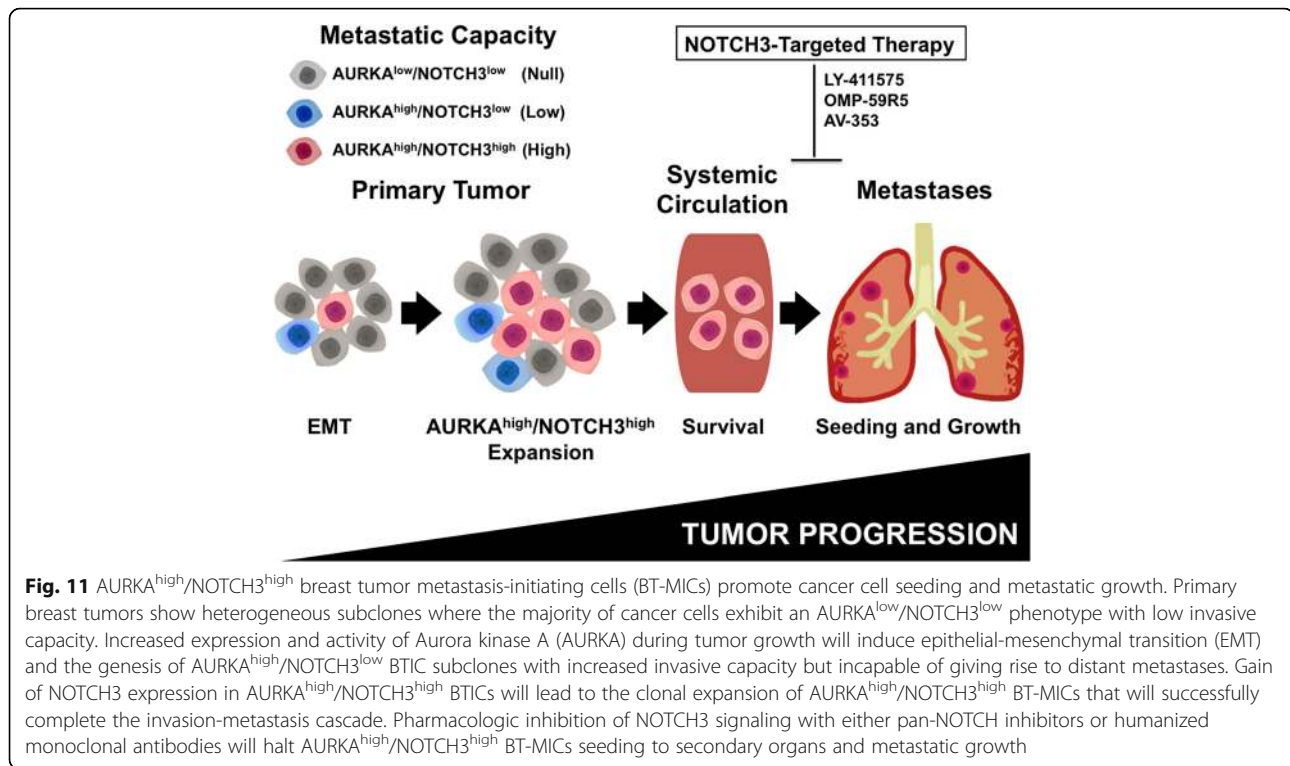 Metastatic Capacity
AURKAlow/NOTCH3low (Null)
AURKAhigh/NOTCH3low (Low)
AURKAhigh/NOTCH3high (High)
NOTCH3-Targeted Therapy
LY-411575
OMP-59R5
AV-353
Primary Tumor
Systemic
Circulation
Metastases
EMT
AURKAhigh/NOTCH3high
Expansion
Survival
Seeding and Growth
TUMOR PROGRESSION
Fig. 11 AURKAhigh/NOTCH3high breast tumor metastasis-initiating cells (BT-MICs) promote cancer cell seeding and metastatic growth. Primary
breast tumors show heterogeneous subclones where the majority of cancer cells exhibit an AURKAlow/NOTCH3low phenotype with low invasive
capacity. Increased expression and activity of Aurora kinase A (AURKA) during tumor growth will induce epithelial-mesenchymal transition (EMT)
and the genesis of AURKAhigh/NOTCH3low BTIC subclones with increased invasive capacity but incapable of giving rise to distant metastases. Gain
of NOTCH3 expression in AURKAhigh/NOTCH3high BTICs will lead to the clonal expansion of AURKAhigh/NOTCH3high BT-MICs that will successfully
complete the invasion-metastasis cascade. Pharmacologic inhibition of NOTCH3 signaling with either pan-NOTCH inhibitors or humanized
monoclonal antibodies will halt AURKAhigh/NOTCH3high BT-MICs seeding to secondary organs and metastatic growth